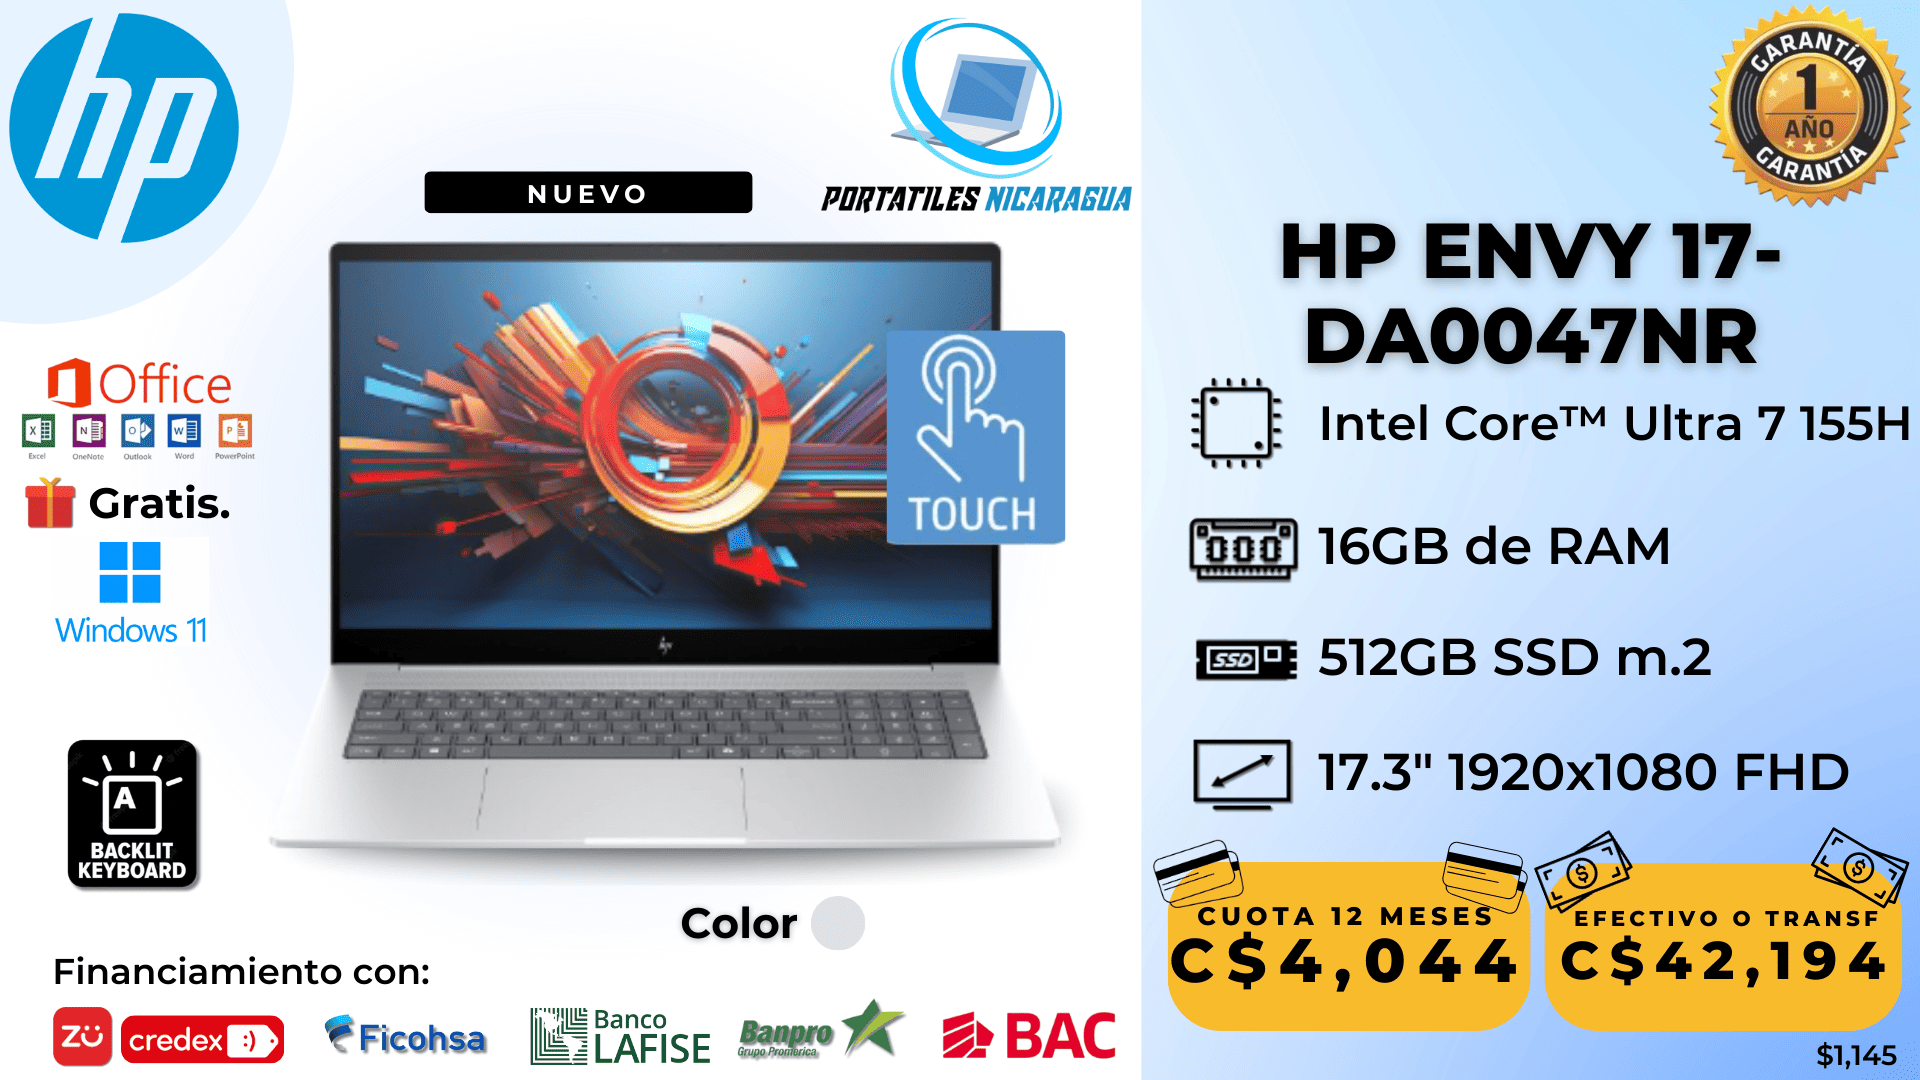 hp
NUEVO
PORTATILES NICARAGUA
GARANTÍA
1
AÑO
GARANTÍA
HP ENVY 17-
DA0047NR
Intel Core™ Ultra 7 155H
16GB de RAM
SSD
512GB SSD m.2
17.3" 1920x1080 FHD
Office
Excel OneNote Outlook Word PowerPoint
Gratis.
Windows 11
TOUCH
hp
A
BACKLIT
KEYBOARD
Color
Financiamiento con:
zū credex :) Ficohsa Banco LAFISE Banpro Grupo Promerica BAC
CUOTA 12 MESES
C$4,044
EFECTIVO O TRANSF
C$42,194
$1,145